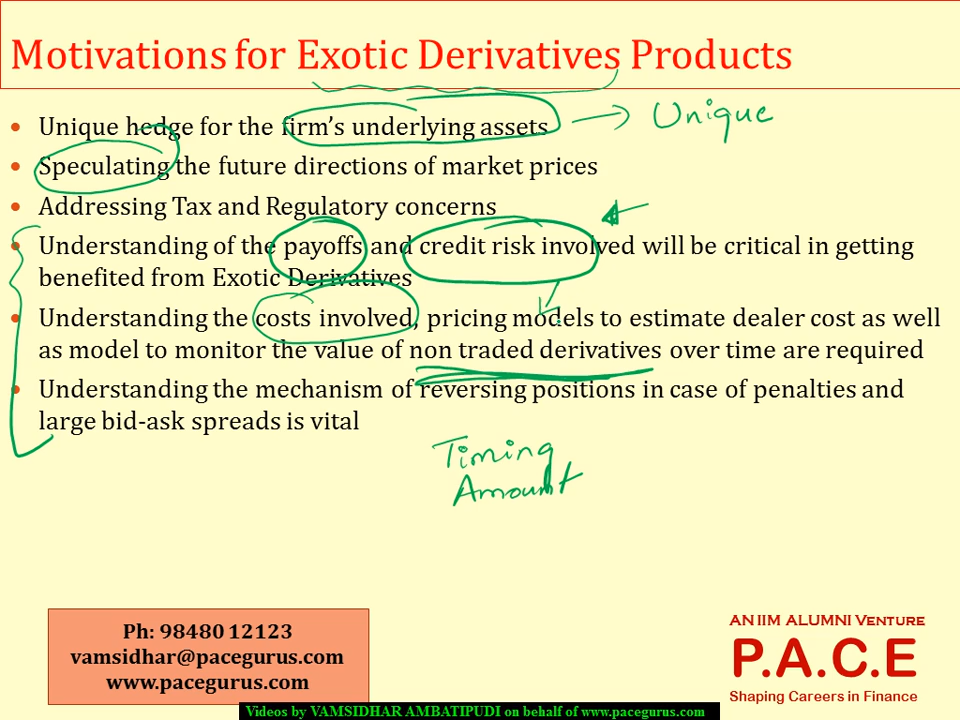 Motivations for Exotic Derivatives Products
• Unique hedge for the firm's underlying assets → Unique
• Speculating the future directions of market prices
• Addressing Tax and Regulatory concerns
• Understanding of the payoffs and credit risk involved will be critical in getting
benefited from Exotic Derivatives
• Understanding the costs involved, pricing models to estimate dealer cost as well
as model to monitor the value of non traded derivatives over time are required
• Understanding the mechanism of reversing positions in case of penalties and
large bid-ask spreads is vital
Timing
Amount
Ph: 98480 12123
vamsidhar@pacegurus.com
www.pacegurus.com
AN IIM ALUMNI VENTURE
P.A.C.E
Shaping Careers in Finance
Videos by VAMSIDHAR AMBATIPUDI on behalf of www.pacegurus.com